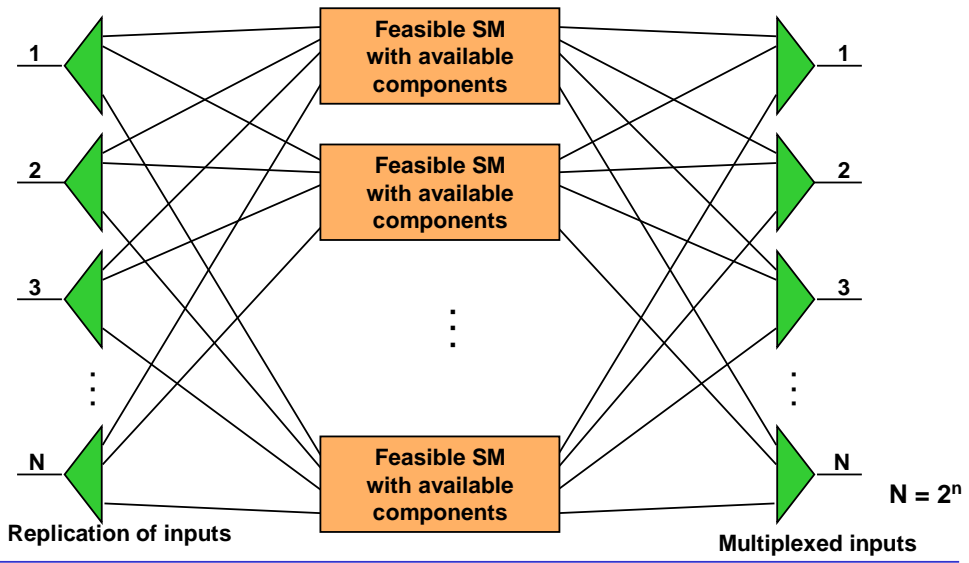 1
Feasible SM
with available
components
1
2
Feasible SM
with available
components
2
3
3
N
Feasible SM
with available
components
N
N = 2ⁿ
Replication of inputs
Multiplexed inputs